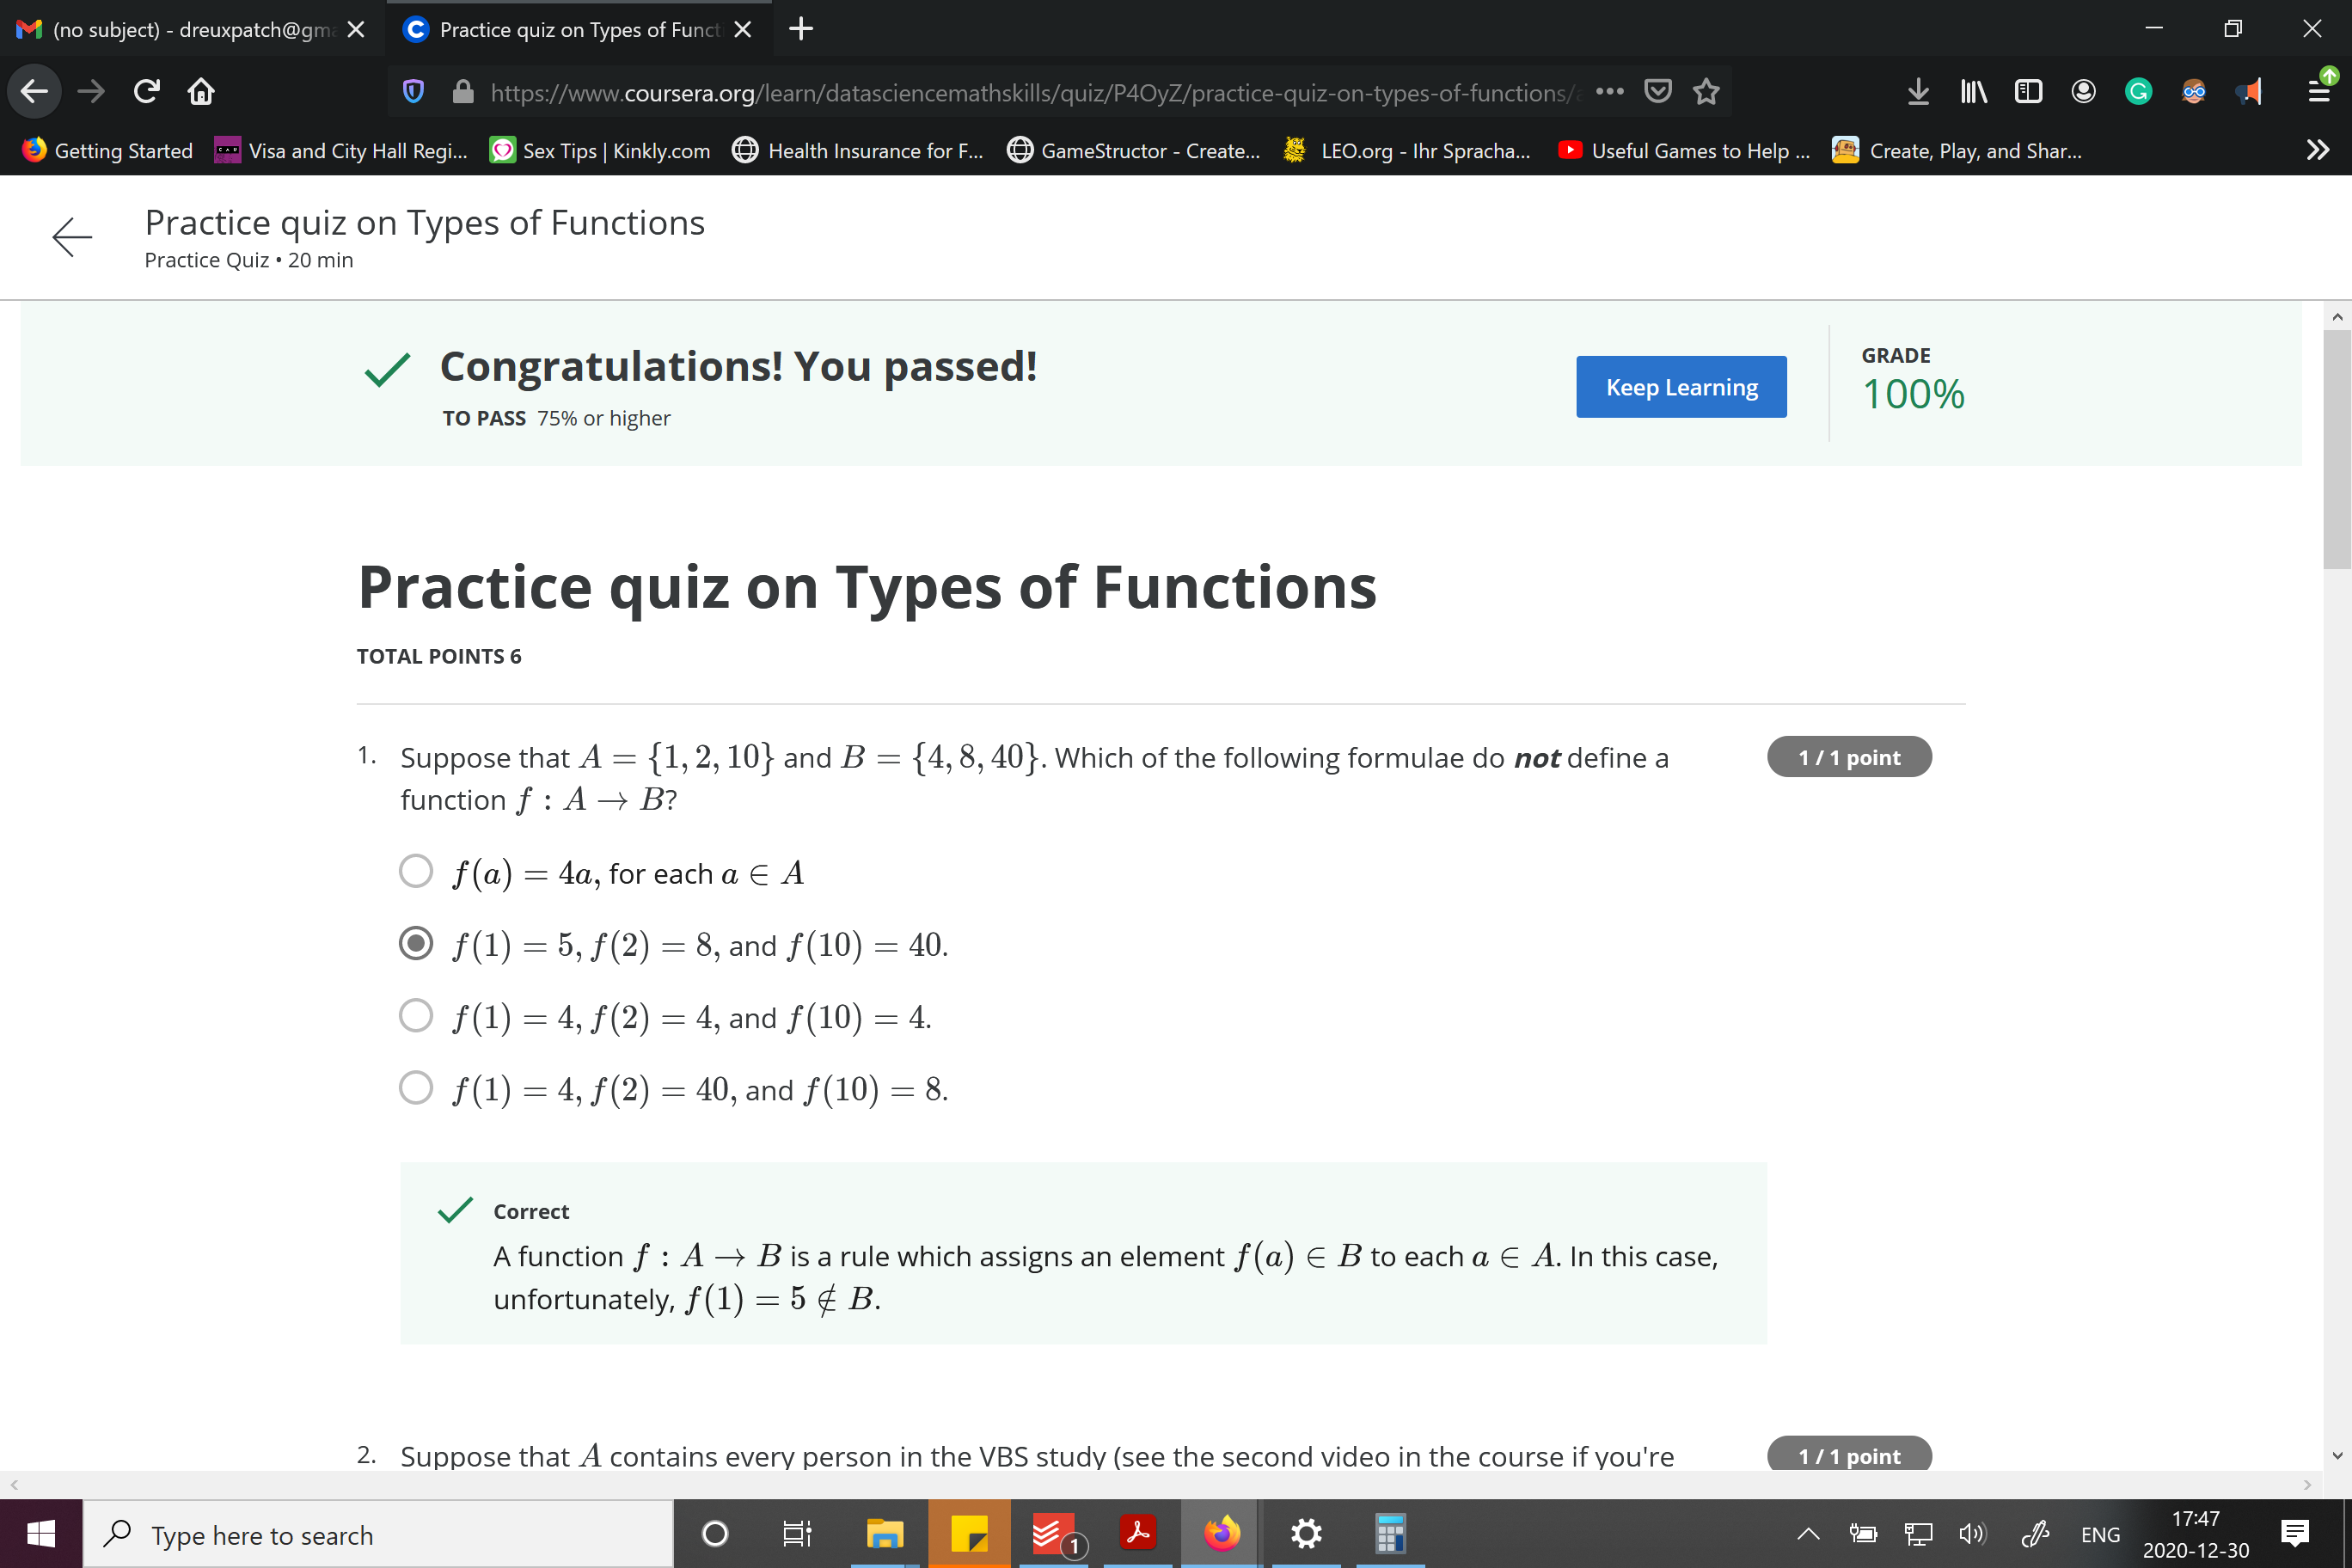 (no subject) - dreuxpatch@gma
Practice quiz on Types of Funct
https://www.coursera.org/learn/datasciencemathskills/quiz/P4OyZ/practice-quiz-on-types-of-functions/
Getting Started
Visa and City Hall Regi...
Sex Tips | Kinkly.com
Health Insurance for F...
GameStructor - Create...
LEO.org - Ihr Spracha...
Useful Games to Help ...
Create, Play, and Shar...
Practice quiz on Types of Functions
Practice Quiz • 20 min
Congratulations! You passed!
TO PASS 75% or higher
Keep Learning
GRADE
100%
Practice quiz on Types of Functions
TOTAL POINTS 6
1. Suppose that A = {1, 2, 10} and B = {4, 8, 40}. Which of the following formulae do not define a
function f : A → B?
1 / 1 point
f(a) = 4a, for each a ∈ A
f(1) = 5, f(2) = 8, and f(10) = 40.
f(1) = 4, f(2) = 4, and f(10) = 4.
f(1) = 4, f(2) = 40, and f(10) = 8.
Correct
A function f : A → B is a rule which assigns an element f(a) ∈ B to each a ∈ A. In this case,
unfortunately, f(1) = 5 ∉ B.
2. Suppose that A contains every person in the VBS study (see the second video in the course if you're
1 / 1 point
Type here to search
1
ENG
17:47
2020-12-30